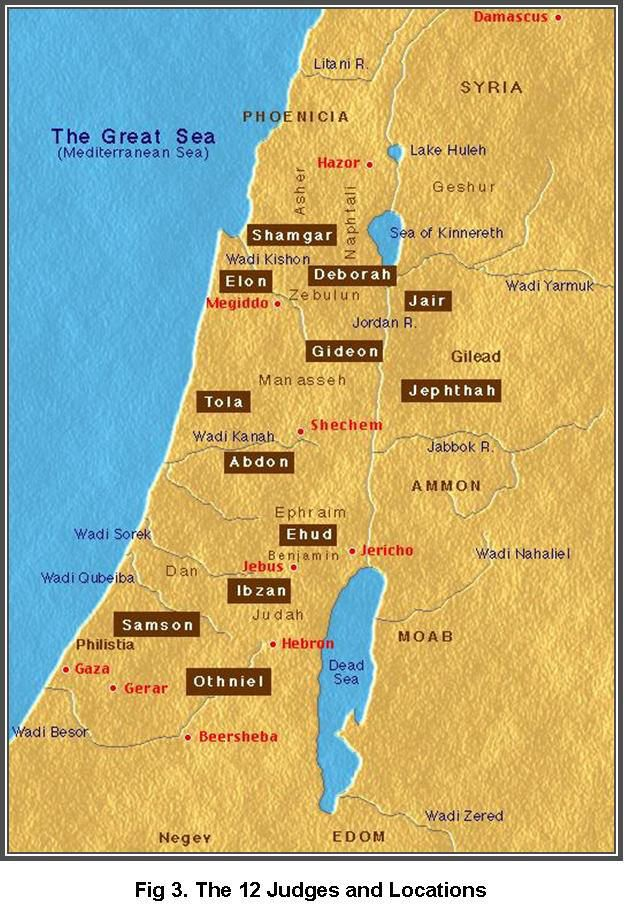 Damascus
Litani R.
SYRIA
PHOENICIA
The Great Sea
(Mediterranean Sea)
Lake Huleh
Hazor
Geshur
Asher
Naphtali
Shamgar
Sea of Kinnereth
Wadi Kishon
Deborah
Elon
Wadi Yarmuk
Zebulun
Jair
Megiddo
Jordan R.
Gideon
Gilead
Manasseh
Jephthah
Tola
Shechem
Wadi Kanah
Jabbok R.
Abdon
AMMON
Ephraim
Wadi Sorek
Ehud
Jericho
Wadi Nahaliel
Benjamin
Jebus
Dan
Wadi Qubeiba
Ibzan
Judah
Samson
MOAB
Philistia
Hebron
Gaza
Dead
Sea
Othniel
Gerar
Wadi Besor
Beersheba
Wadi Zered
Negev
EDOM
Fig 3. The 12 Judges and Locations